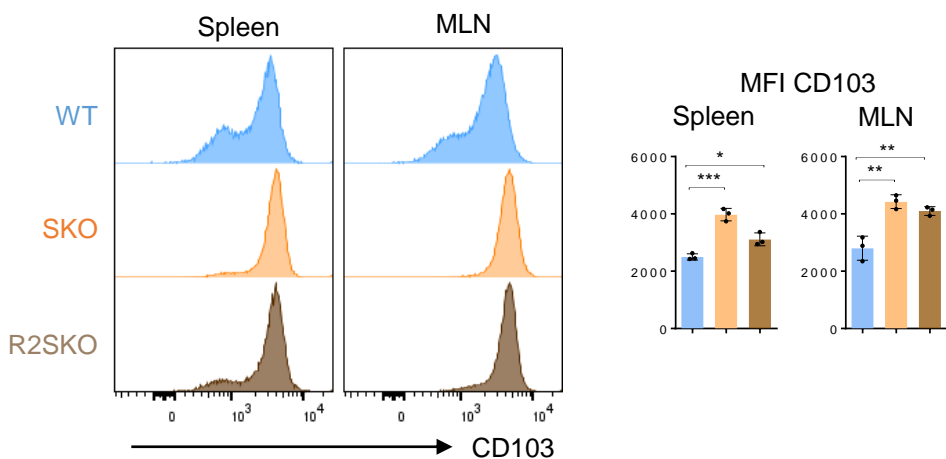 Spleen MLN
WT
SKO
R2SKO
0 10³ 10⁴ 0 10³ 10⁴
CD103
MFI CD103
Spleen MLN
6000
4000
2000
0
*
***
6000
4000
2000
0
**
**